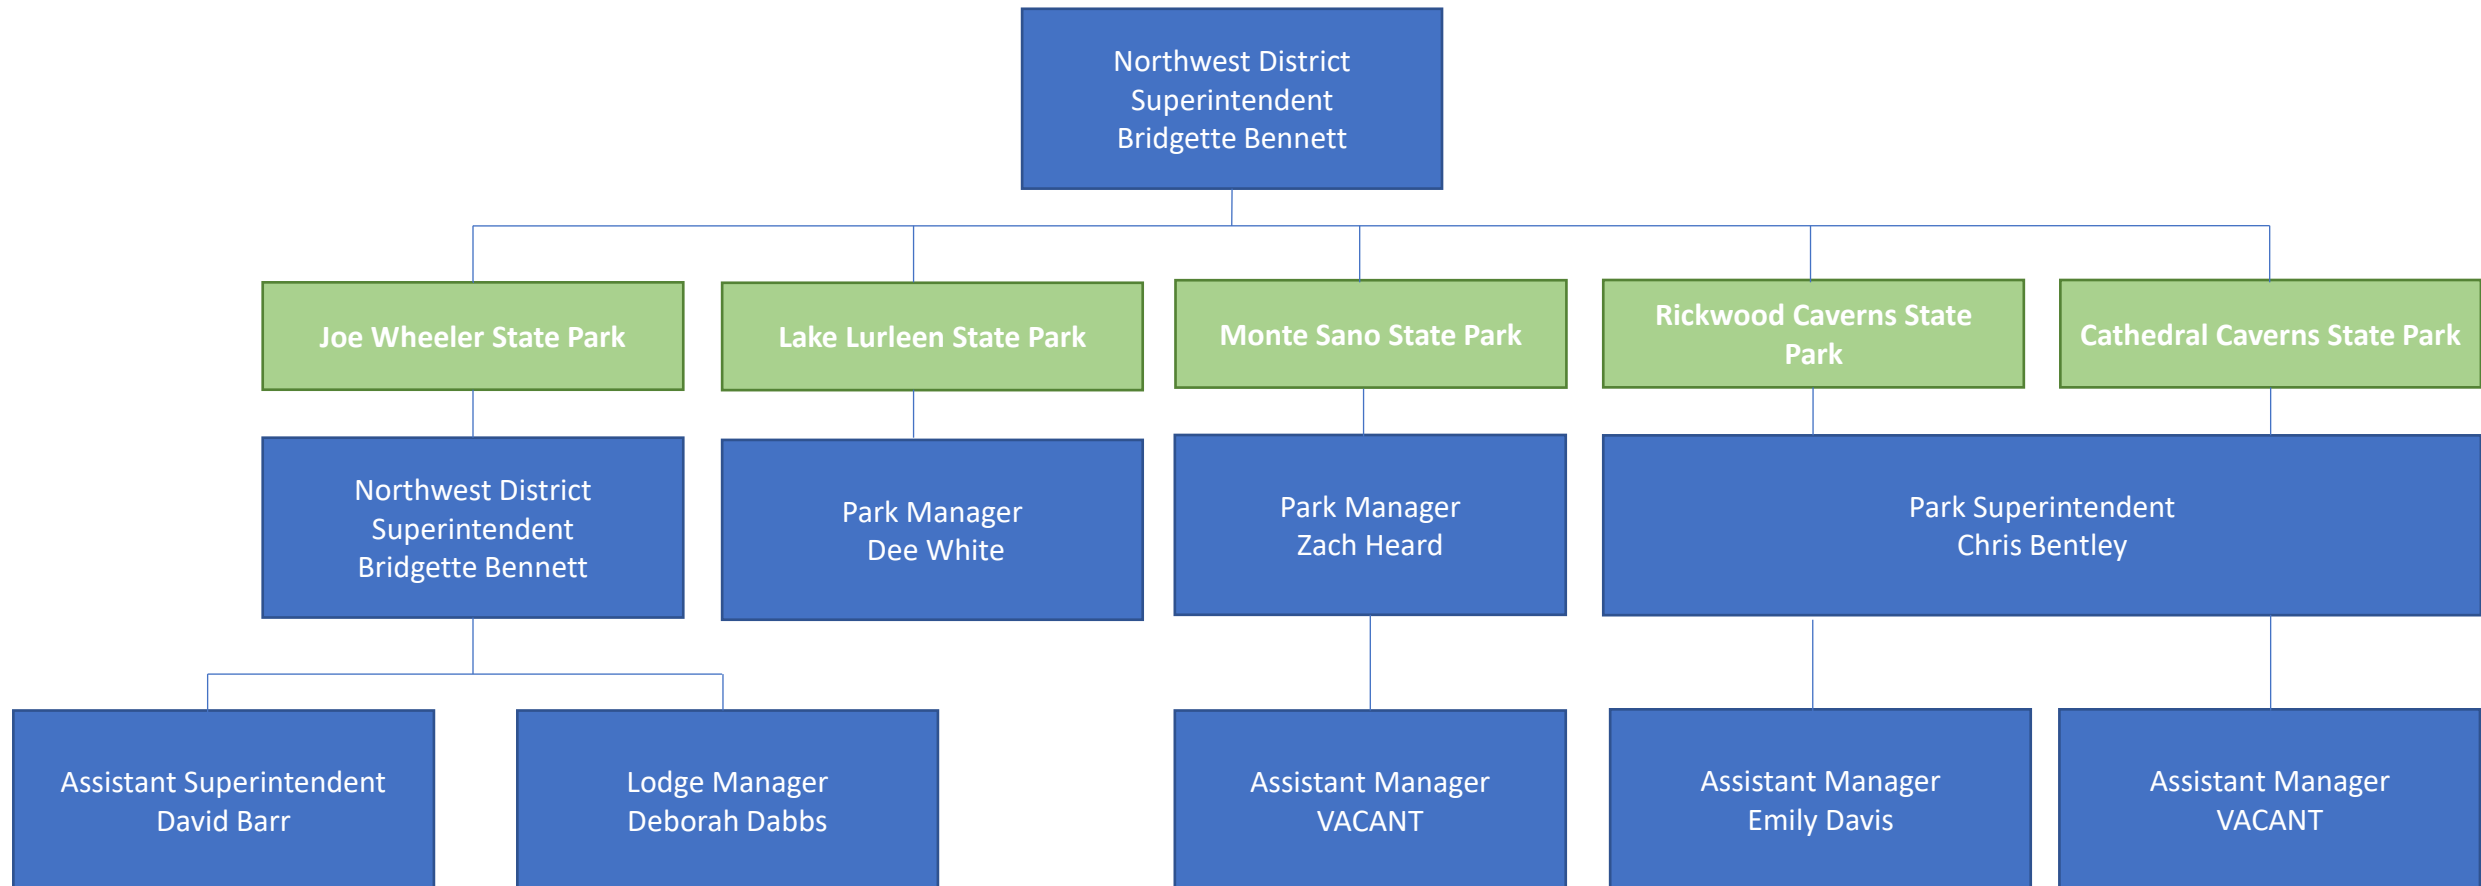 Northwest District
Superintendent
Bridgette Bennett
Joe Wheeler State Park
Lake Lurleen State Park
Monte Sano State Park
Rickwood Caverns State
Park
Cathedral Caverns State Park
Northwest District
Superintendent
Bridgette Bennett
Park Manager
Dee White
Park Manager
Zach Heard
Park Superintendent
Chris Bentley
Assistant Superintendent
David Barr
Lodge Manager
Deborah Dabbs
Assistant Manager
VACANT
Assistant Manager
Emily Davis
Assistant Manager
VACANT